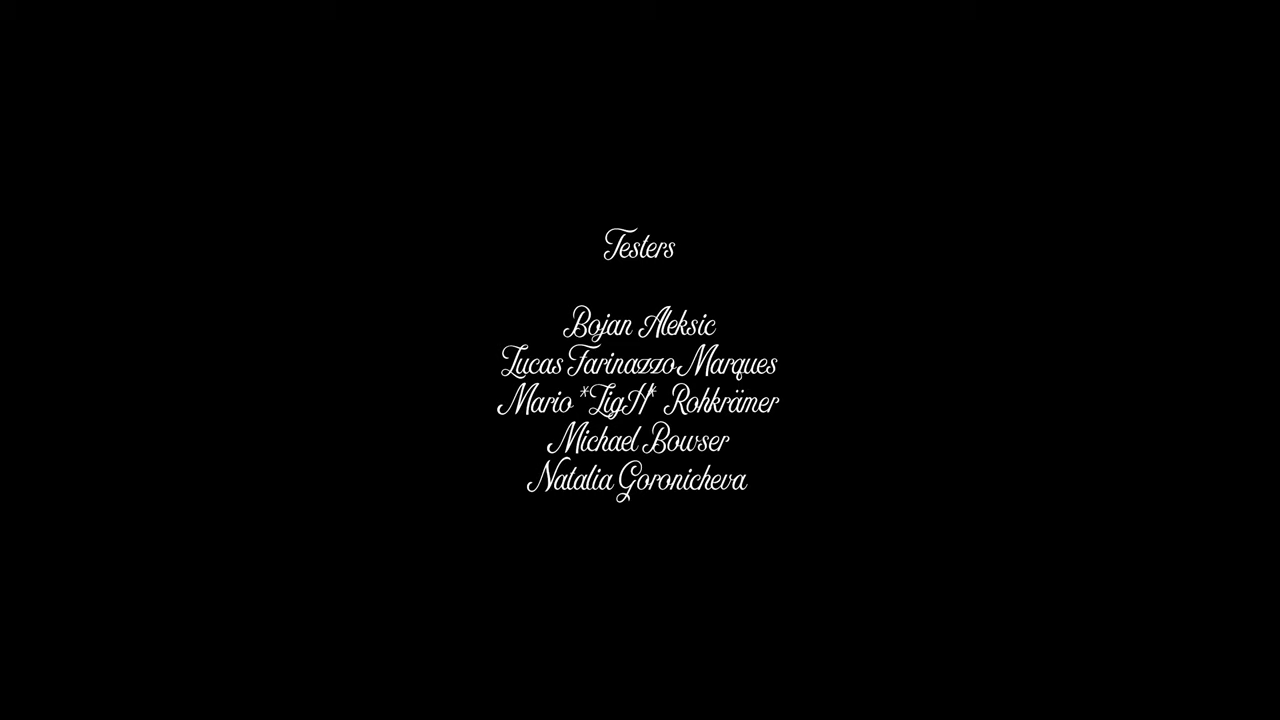 Testers
Bojan Aleksic
Lucas Farinazzo Marques
Mario *LigH* Rohkrämer
Michael Bowser
Natalia Goronicheva